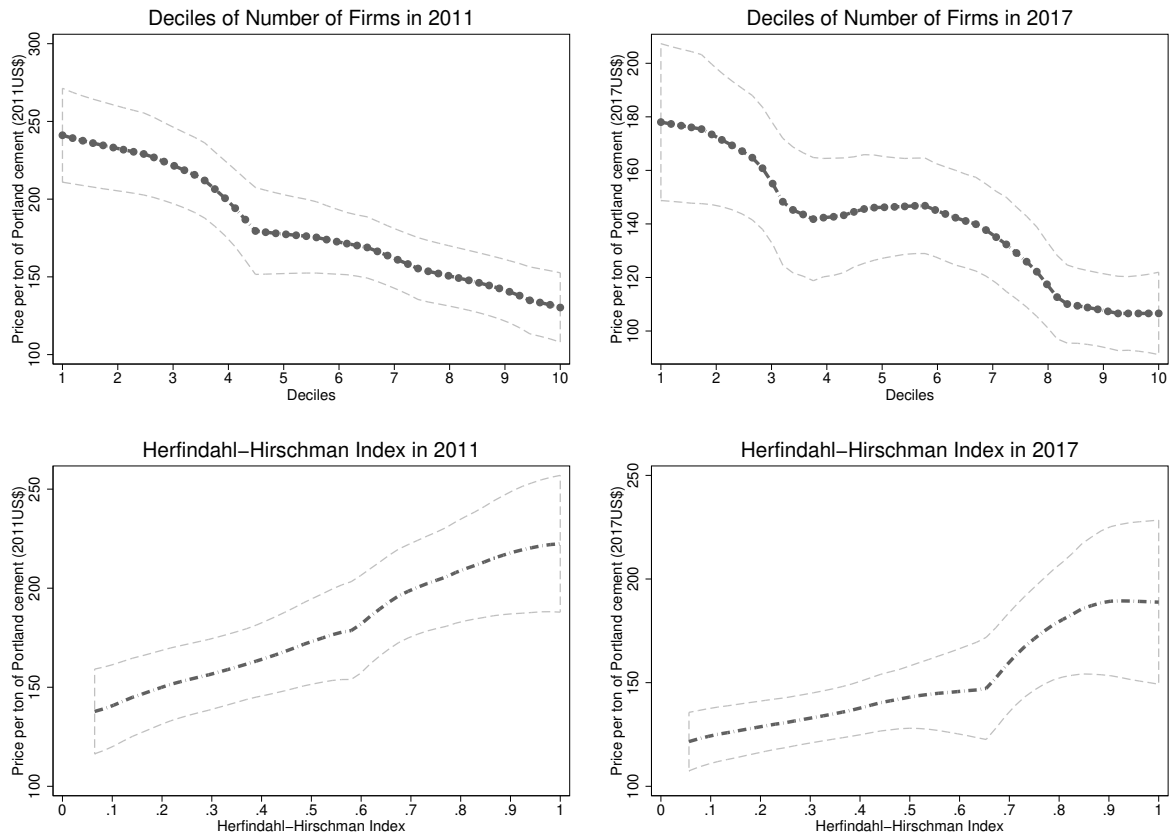 Deciles of Number of Firms in 2011
Price per ton of Portland cement (2011US$)
300
250
200
150
100
1 2 3 4 5 6 7 8 9 10
Deciles
Deciles of Number of Firms in 2017
Price per ton of Portland cement (2017US$)
200
180
160
140
120
100
1 2 3 4 5 6 7 8 9 10
Deciles
Herfindahl−Hirschman Index in 2011
Price per ton of Portland cement (2011US$)
250
200
150
100
0 .1 .2 .3 .4 .5 .6 .7 .8 .9 1
Herfindahl−Hirschman Index
Herfindahl−Hirschman Index in 2017
Price per ton of Portland cement (2017US$)
250
200
150
100
0 .1 .2 .3 .4 .5 .6 .7 .8 .9 1
Herfindahl−Hirschman Index